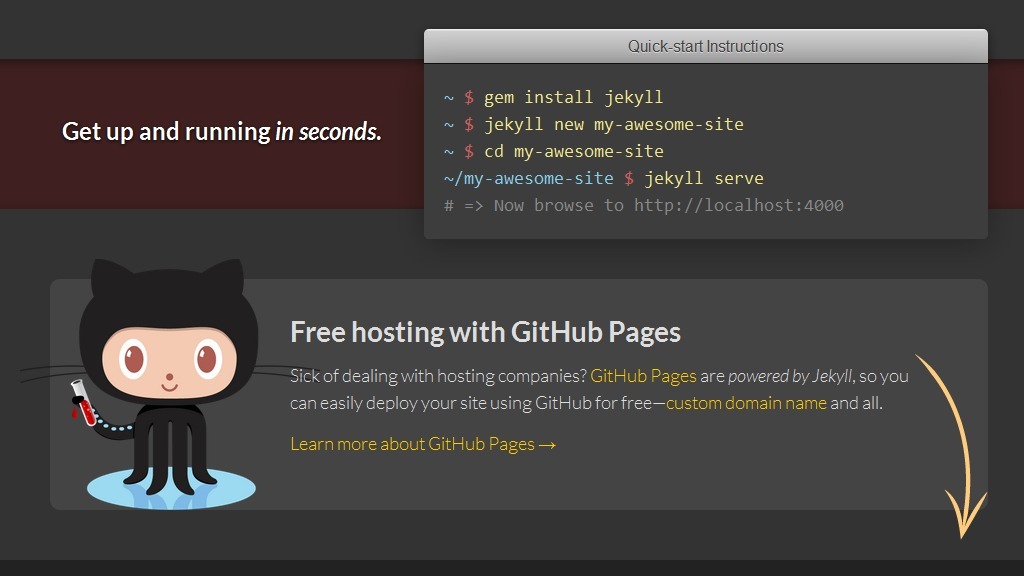 Quick-start Instructions
Get up and running in seconds.
~ $ gem install jekyll
~ $ jekyll new my-awesome-site
~ $ cd my-awesome-site
~/my-awesome-site $ jekyll serve
# => Now browse to http://localhost:4000
Free hosting with GitHub Pages
Sick of dealing with hosting companies? GitHub Pages are powered by Jekyll, so you
can easily deploy your site using GitHub for free—custom domain name and all.
Learn more about GitHub Pages →